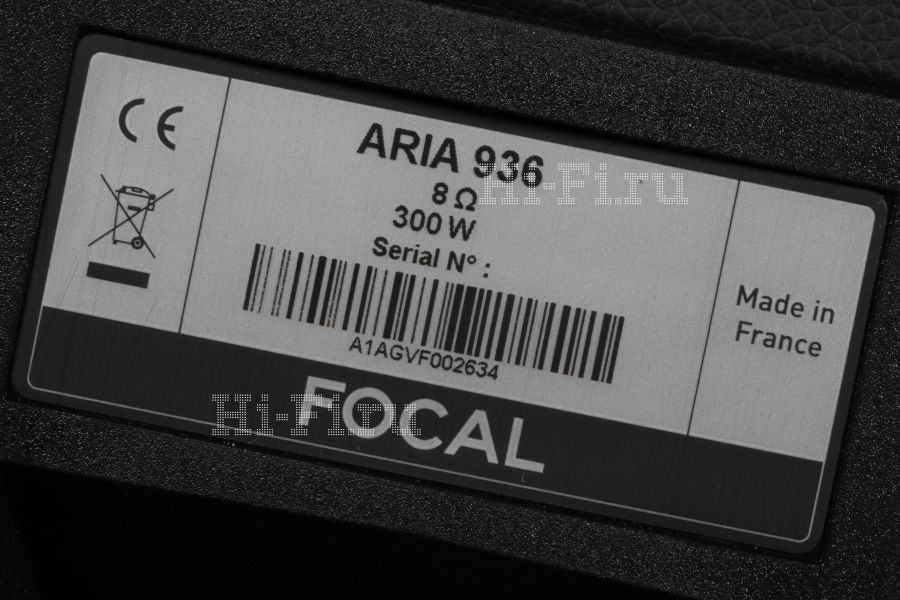 CE
ARIA 936
8 Ω
300 W
Serial N° :
A1AGVF002634
Made in
France
FOCAL
Hi-Fi.ru
Hi-Fi.ru